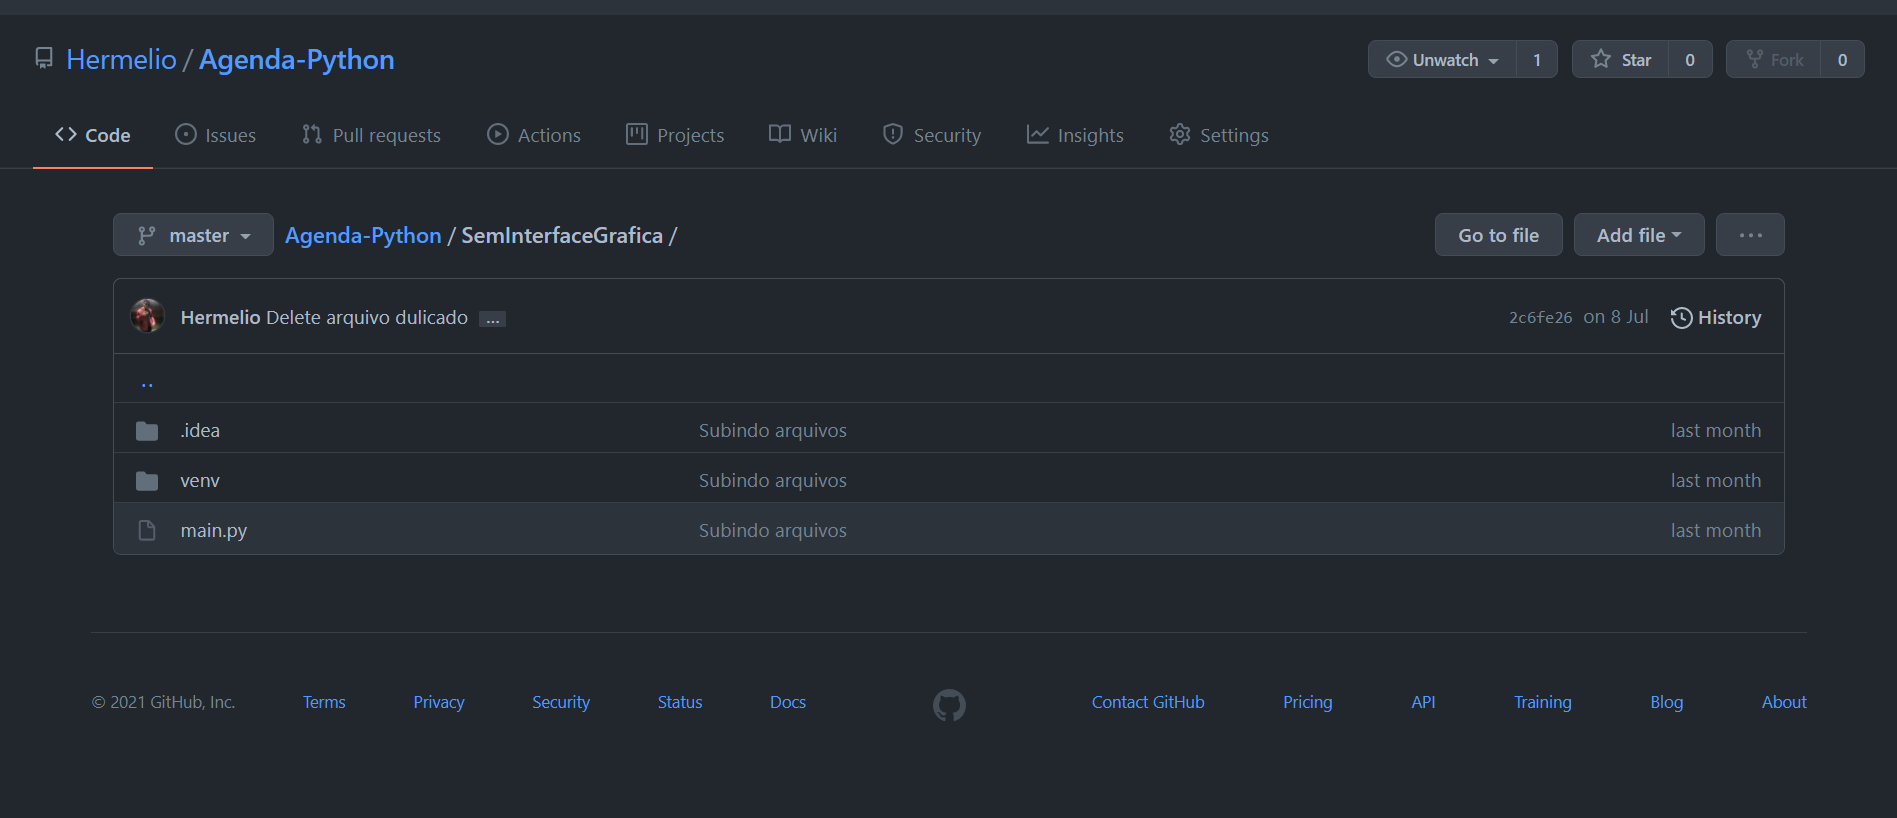 Hermelio / Agenda-Python
Unwatch 1 Star 0 Fork 0
Code Issues Pull requests Actions Projects Wiki Security Insights Settings
master Agenda-Python / SemInterfaceGrafica / Go to file Add file ...
Hermelio Delete arquivo dulicado ... 2c6fe26 on 8 Jul History
..
.idea Subindo arquivos last month
venv Subindo arquivos last month
main.py Subindo arquivos last month
© 2021 GitHub, Inc. Terms Privacy Security Status Docs Contact GitHub Pricing API Training Blog About